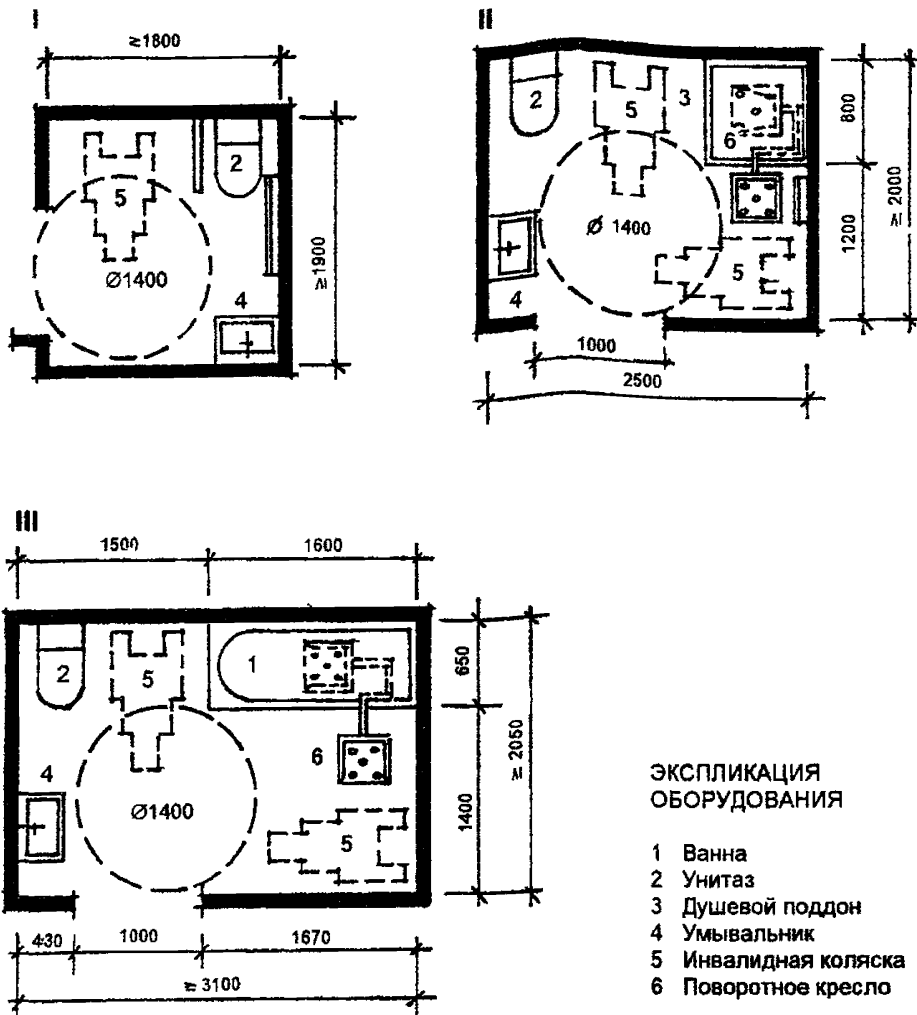 I
≥1800
2
5
Ø1400
4
≥1900
II
2
5
3
6
Ø 1400
5
4
800
1200
≥ 2000
1000
2500
III
1500
1600
2
5
1
4
6
Ø1400
5
650
1400
≥ 2050
430
1000
1670
≥ 3100
ЭКСПЛИКАЦИЯ
ОБОРУДОВАНИЯ
1 Ванна
2 Унитаз
3 Душевой поддон
4 Умывальник
5 Инвалидная коляска
6 Поворотное кресло